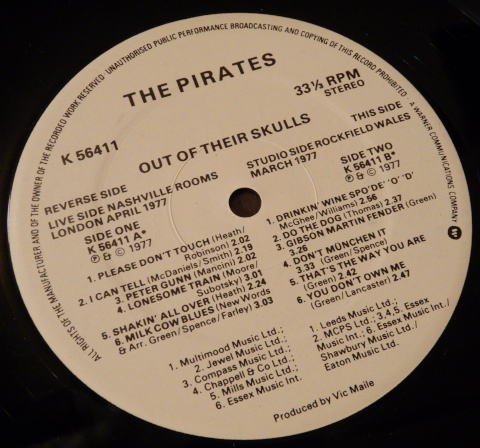 ALL RIGHTS OF THE MANUFACTURER AND OF THE OWNER OF THE RECORDED WORK RESERVED · UNAUTHORISED PUBLIC PERFORMANCE BROADCASTING AND COPYING OF THIS RECORD PROHIBITED · A WARNER COMMUNICATIONS COMPANY
THE PIRATES
33⅓ RPM
STEREO
K 56411
OUT OF THEIR SKULLS
REVERSE SIDE
LIVE SIDE NASHVILLE ROOMS
LONDON APRIL 1977
SIDE ONE
K 56411 A*
℗ & © 1977
1. PLEASE DON'T TOUCH (Heath/
Robinson) 2.02
2. I CAN TELL (McDaniels/Smith) 2.19
3. PETER GUNN (Mancini) 2.02
4. LONESOME TRAIN (Moore/
Subotsky) 3.01
5. SHAKIN' ALL OVER (Heath) 2.24
6. MILK COW BLUES (New Words
& Arr. Green/Spence/Farley) 3.03
1. Multimood Music Ltd.;
2. Jewel Music Ltd.;
3. Compass Music Ltd.;
4. Chappell & Co Ltd.;
5. Mills Music Ltd.;
6. Essex Music Int.
THIS SIDE
STUDIO SIDE ROCKFIELD WALES
MARCH 1977
SIDE TWO
K 56411 B*
℗ © 1977
1. DRINKIN' WINE SPO'DE''O''D'
McGhee/Williams) 2.56
2. DO THE DOG (Thomas) 2.37
3. GIBSON MARTIN FENDER (Green)
3.26
4. DON'T MÜNCHEN IT
3.33 (Green/Spence)
5. THAT'S THE WAY YOU ARE
(Green) 2.42
6. YOU DON'T OWN ME
(Green/Lancaster) 2.47
1. Leeds Music Ltd.;
2. MCPS Ltd.; 3,4,5. Essex
Music Int.; 6. Essex Music Int./
Shawbury Music Ltd./
Eaton Music Ltd.
Produced by Vic Maile